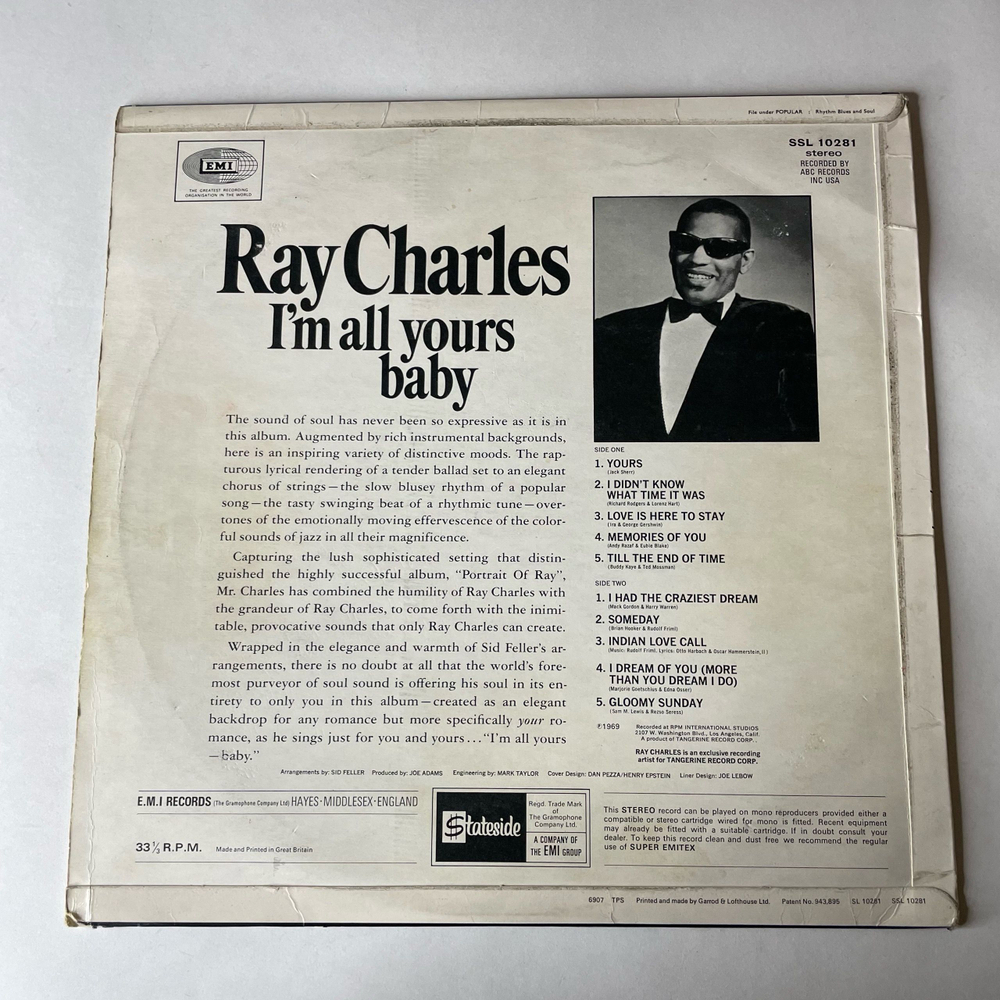 File under POPULAR : Rhythm Blues and Soul
EMI
THE GREATEST RECORDING
ORGANISATION IN THE WORLD
SSL 10281
stereo
RECORDED BY
ABC RECORDS
INC USA
Ray Charles
I'm all yours
baby
The sound of soul has never been so expressive as it is in
this album. Augmented by rich instrumental backgrounds,
here is an inspiring variety of distinctive moods. The rap-
turous lyrical rendering of a tender ballad set to an elegant
chorus of strings—the slow blusey rhythm of a popular
song—the tasty swinging beat of a rhythmic tune—over-
tones of the emotionally moving effervescence of the color-
ful sounds of jazz in all their magnificence.
Capturing the lush sophisticated setting that distin-
guished the highly successful album, "Portrait Of Ray",
Mr. Charles has combined the humility of Ray Charles with
the grandeur of Ray Charles, to come forth with the inimi-
table, provocative sounds that only Ray Charles can create.
Wrapped in the elegance and warmth of Sid Feller's ar-
rangements, there is no doubt at all that the world's fore-
most purveyor of soul sound is offering his soul in its en-
tirety to only you in this album—created as an elegant
backdrop for any romance but more specifically your ro-
mance, as he sings just for you and yours..."I'm all yours
—baby."
SIDE ONE
1. YOURS
(Jack Sherr)
2. I DIDN'T KNOW
WHAT TIME IT WAS
(Richard Rodgers & Lorenz Hart)
3. LOVE IS HERE TO STAY
(Ira & George Gershwin)
4. MEMORIES OF YOU
(Andy Razaf & Eubie Blake)
5. TILL THE END OF TIME
(Buddy Kaye & Ted Mossman)
SIDE TWO
1. I HAD THE CRAZIEST DREAM
(Mack Gordon & Harry Warren)
2. SOMEDAY
(Brian Hooker & Rudolf Friml)
3. INDIAN LOVE CALL
(Music: Rudolf Friml, Lyrics: Otto Harbach & Oscar Hammerstein, II)
4. I DREAM OF YOU (MORE
THAN YOU DREAM I DO)
(Marjorie Goetschius & Edna Osser)
5. GLOOMY SUNDAY
(Sam M. Lewis & Rezso Seress)
℗1969
Recorded at RPM INTERNATIONAL STUDIOS
2107 W. Washington Blvd., Los Angeles, Calif.
A product of TANGERINE RECORD CORP.
RAY CHARLES is an exclusive recording
artist for TANGERINE RECORD CORP.
Arrangements by: SID FELLER Produced by: JOE ADAMS Engineering by: MARK TAYLOR Cover Design: DAN PEZZA/HENRY EPSTEIN Liner Design: JOE LEBOW
E.M.I RECORDS (The Gramophone Company Ltd) HAYES·MIDDLESEX·ENGLAND
33⅓ R.P.M. Made and Printed in Great Britain
Stateside
Regd. Trade Mark
of
The Gramophone
Company Ltd.
A COMPANY OF
THE EMI GROUP
This STEREO record can be played on mono reproducers provided either a
compatible or stereo cartridge wired for mono is fitted. Recent equipment
may already be fitted with a suitable cartridge. If in doubt consult your
dealer. To keep this record clean and dust free we recommend the regular
use of SUPER EMITEX
6907 TPS Printed and made by Garrod & Lofthouse Ltd. Patent No. 943,895 SL 10281 SSL 10281